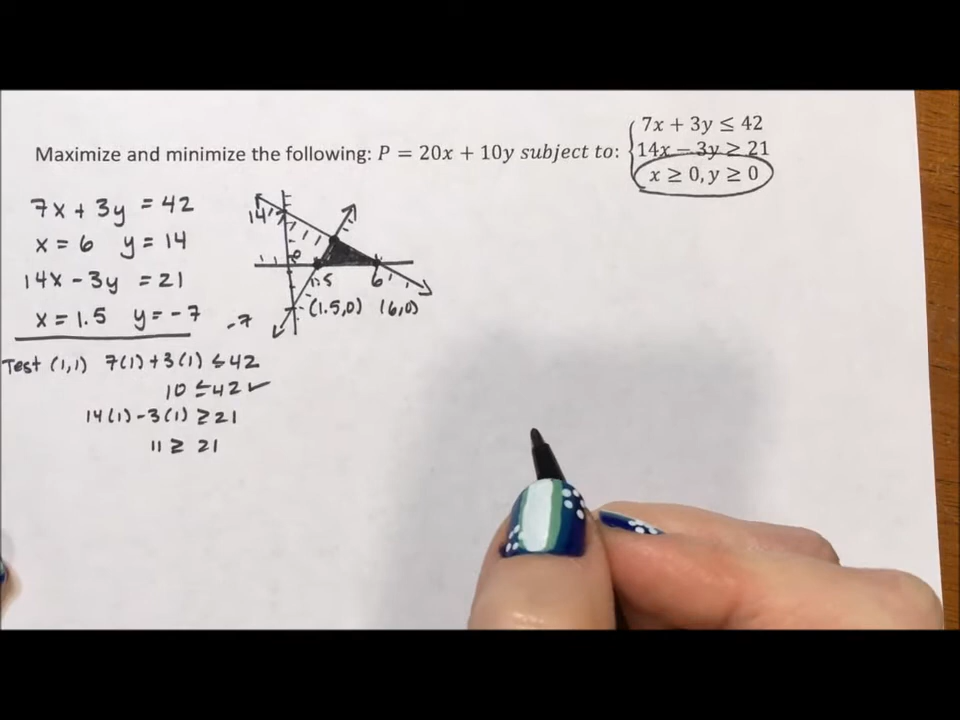 Maximize and minimize the following: P = 20x + 10y subject to:
7x + 3y ≤ 42
14x − 3y ≥ 21
x ≥ 0, y ≥ 0
7x + 3y = 42
x = 6 y = 14
14x - 3y = 21
x = 1.5 y = -7
14
1.5
6
(1.5,0) (6,0)
-7
Test (1,1) 7(1) + 3(1) ≤ 42
10 ≤ 42 ✓
14(1) - 3(1) ≥ 21
11 ≥ 21